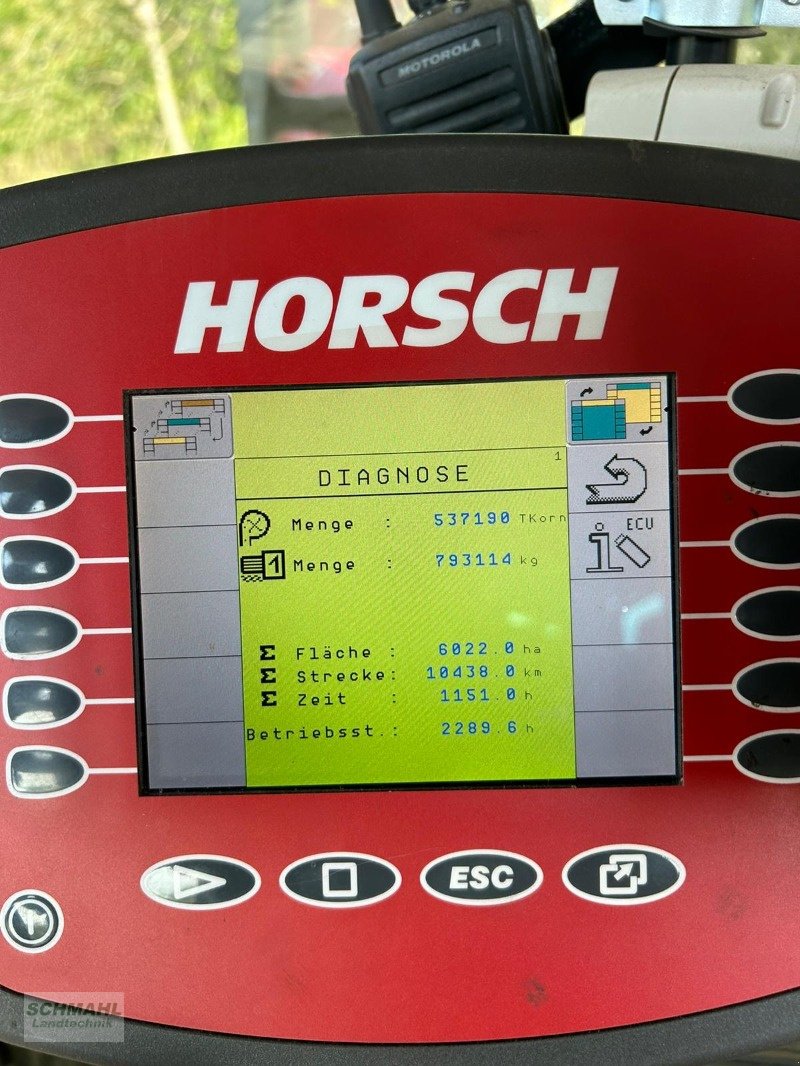 MOTOROLA
HORSCH
1
DIAGNOSE
Menge : 537190 TKorn
ECU
1 Menge : 793114 kg
Σ Fläche : 6022.0 ha
Σ Strecke: 10438.0 km
Σ Zeit : 1151.0 h
Betriebsst.: 2289.6 h
ESC
SCHMAHL
Landtechnik